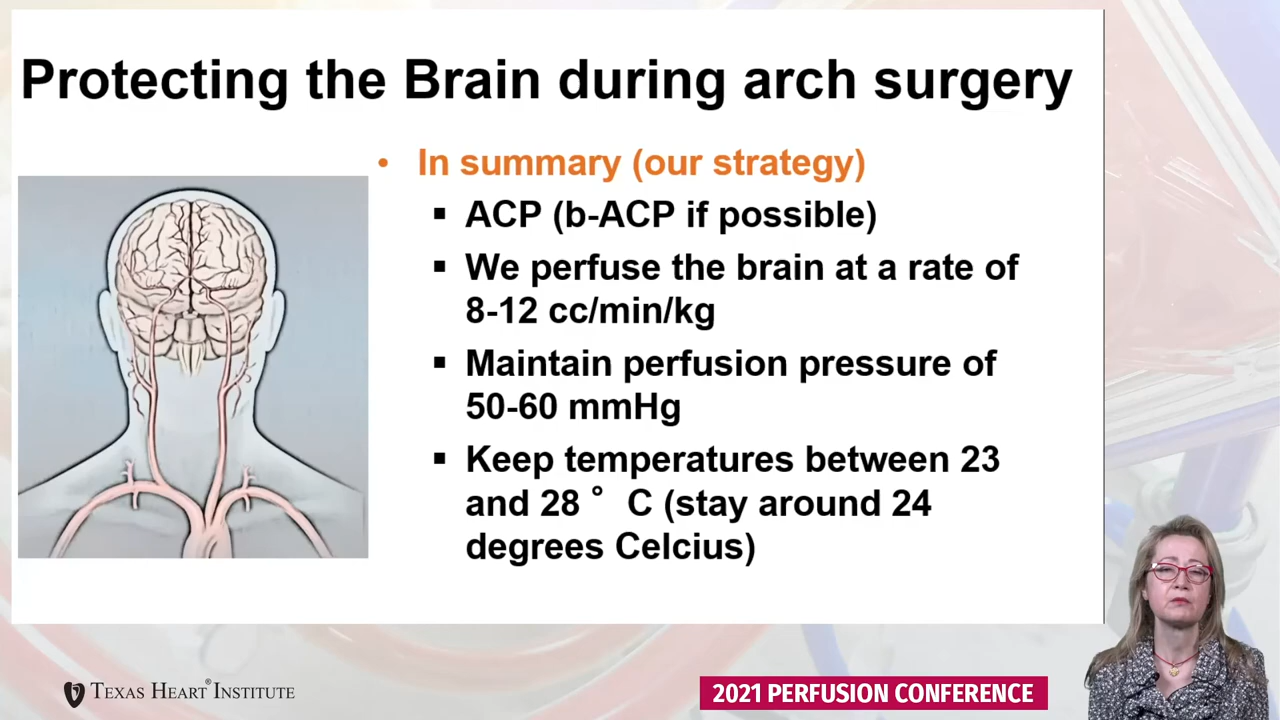 Protecting the Brain during arch surgery
• In summary (our strategy)
▪ ACP (b-ACP if possible)
▪ We perfuse the brain at a rate of
8-12 cc/min/kg
▪ Maintain perfusion pressure of
50-60 mmHg
▪ Keep temperatures between 23
and 28 ° C (stay around 24
degrees Celcius)
TEXAS HEART® INSTITUTE
2021 PERFUSION CONFERENCE